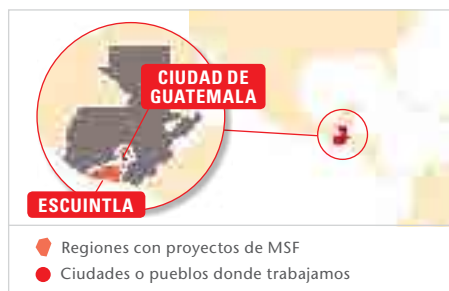 CIUDAD DE
GUATEMALA
ESCUINTLA
Regiones con proyectos de MSF
Ciudades o pueblos donde trabajamos